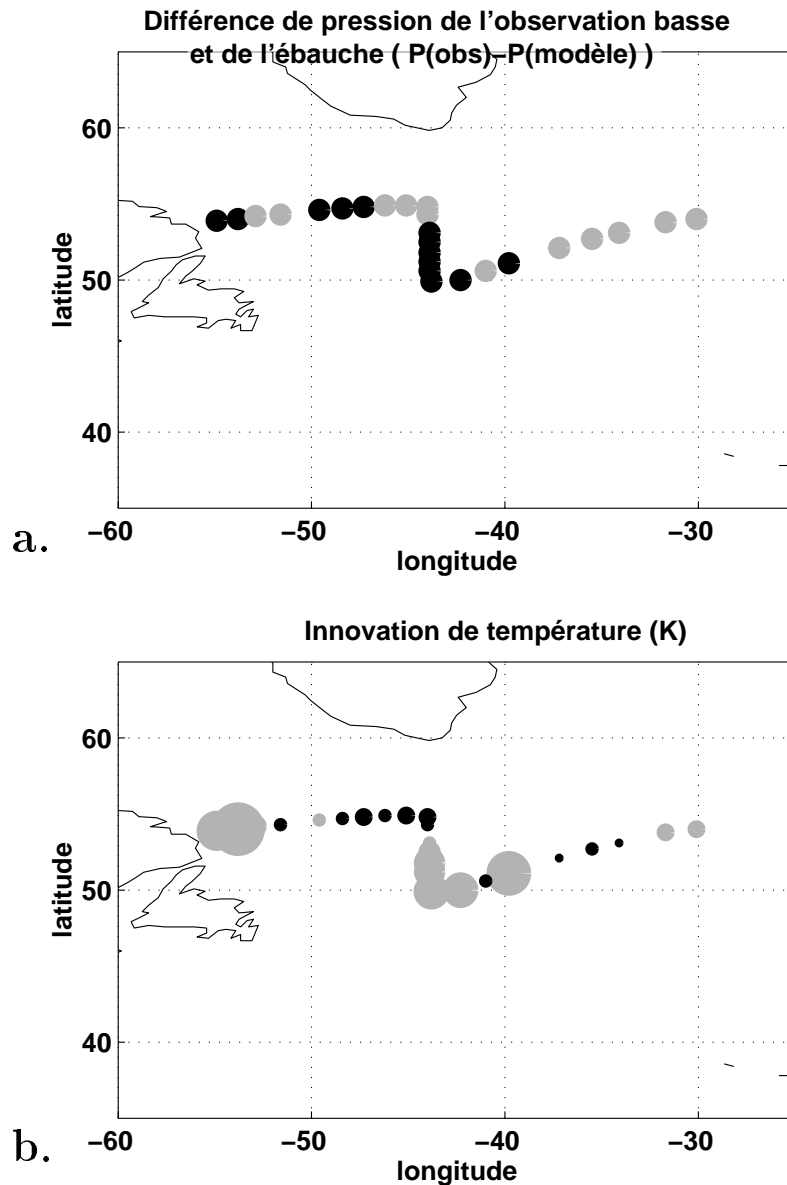 Différence de pression de l'observation basse
et de l'ébauche ( P(obs)−P(modèle) )
60
50
40
latitude
−60 −50 −40 −30
longitude
a.
Innovation de température (K)
60
50
40
latitude
−60 −50 −40 −30
longitude
b.